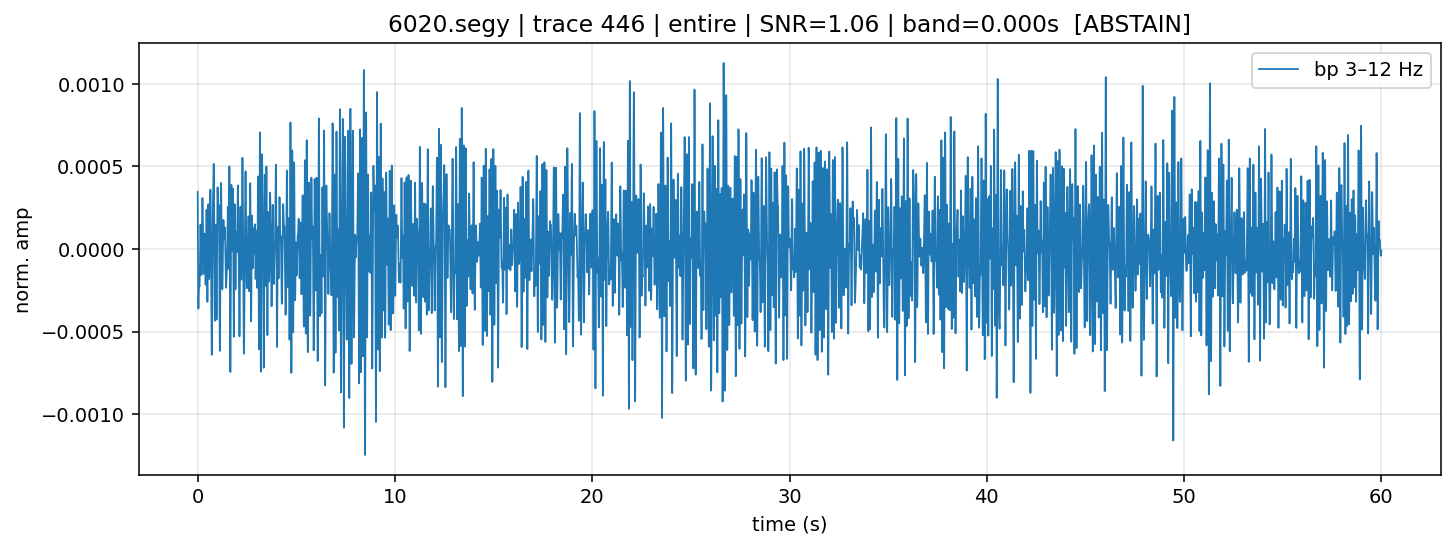 6020.segy | trace 446 | entire | SNR=1.06 | band=0.000s  [ABSTAIN]
bp 3–12 Hz
norm. amp
0.0010
0.0005
0.0000
−0.0005
−0.0010
0 10 20 30 40 50 60
time (s)